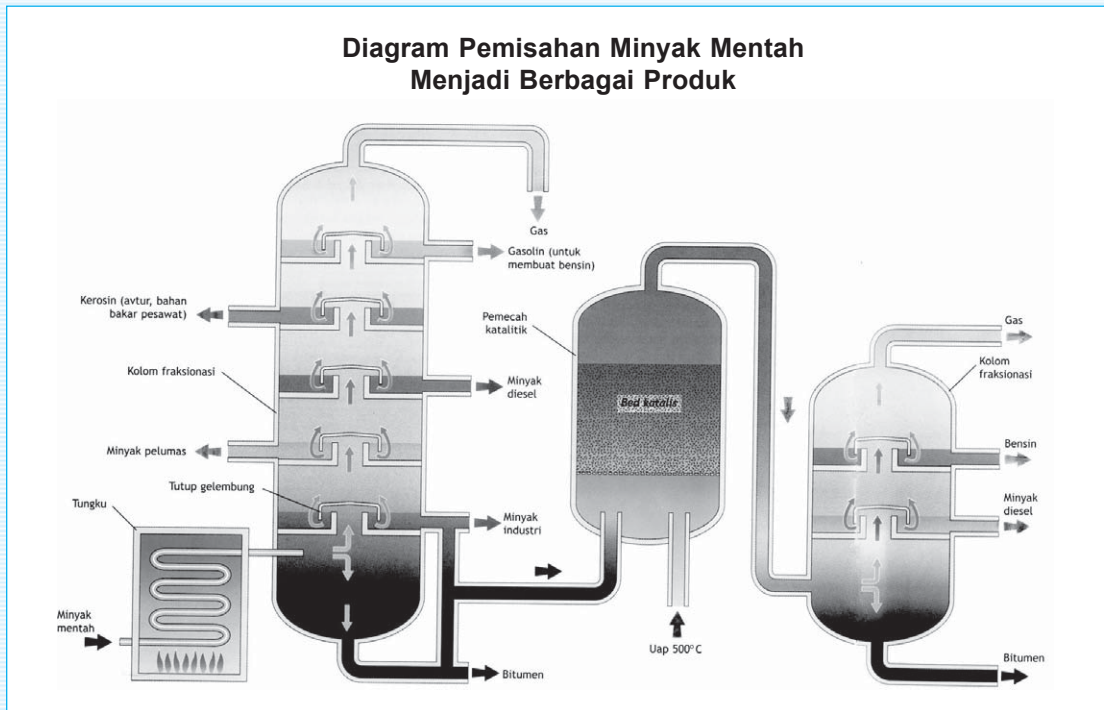 Diagram Pemisahan Minyak Mentah
Menjadi Berbagai Produk
Gas
Gasolin (untuk
membuat bensin)
Kerosin (avtur, bahan
bakar pesawat)
Kolom fraksionasi
Minyak
diesel
Minyak pelumas
Tutup gelembung
Tungku
Minyak
industri
Minyak
mentah
Bitumen
Pemecah
katalitik
Bed katalis
Uap 500°C
Gas
Kolom
fraksionasi
Bensin
Minyak
diesel
Bitumen